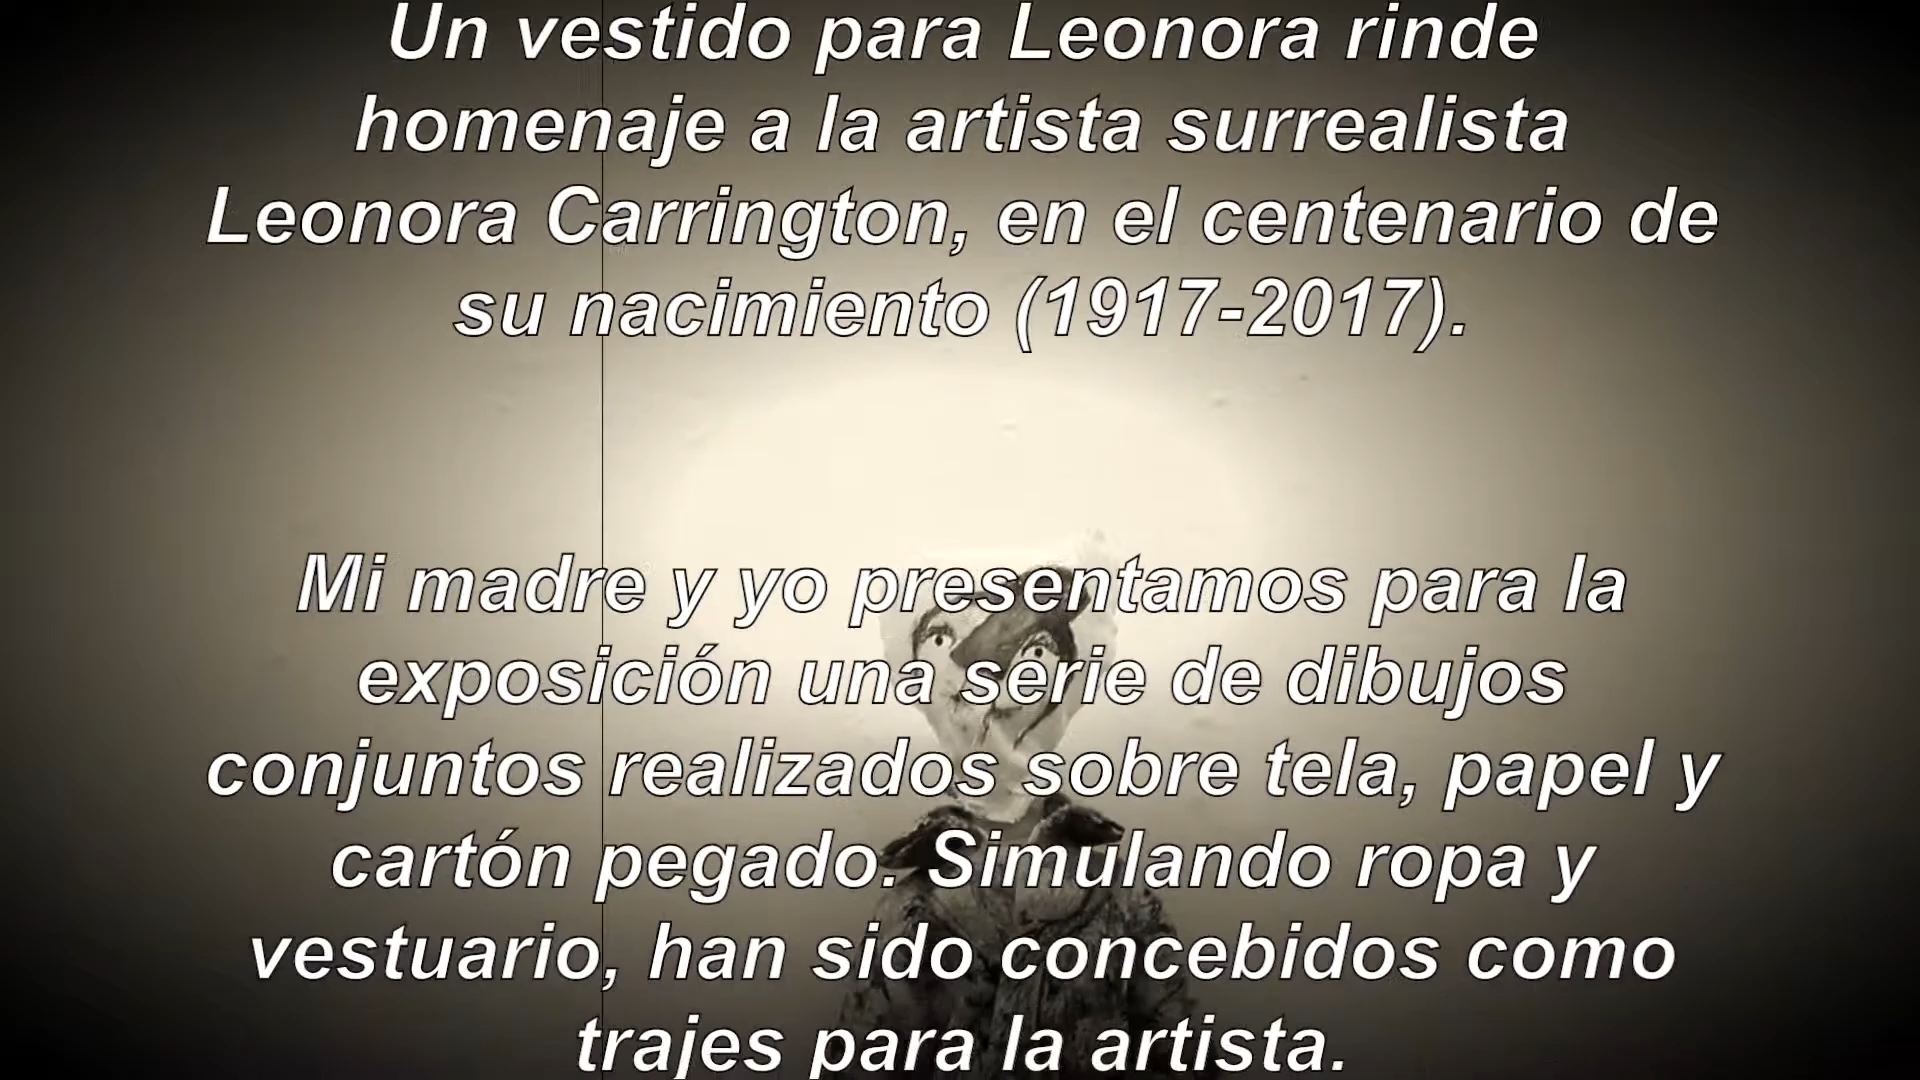 Un vestido para Leonora rinde
homenaje a la artista surrealista
Leonora Carrington, en el centenario de
su nacimiento (1917-2017).
Mi madre y yo presentamos para la
exposición una serie de dibujos
conjuntos realizados sobre tela, papel y
cartón pegado. Simulando ropa y
vestuario, han sido concebidos como
trajes para la artista.